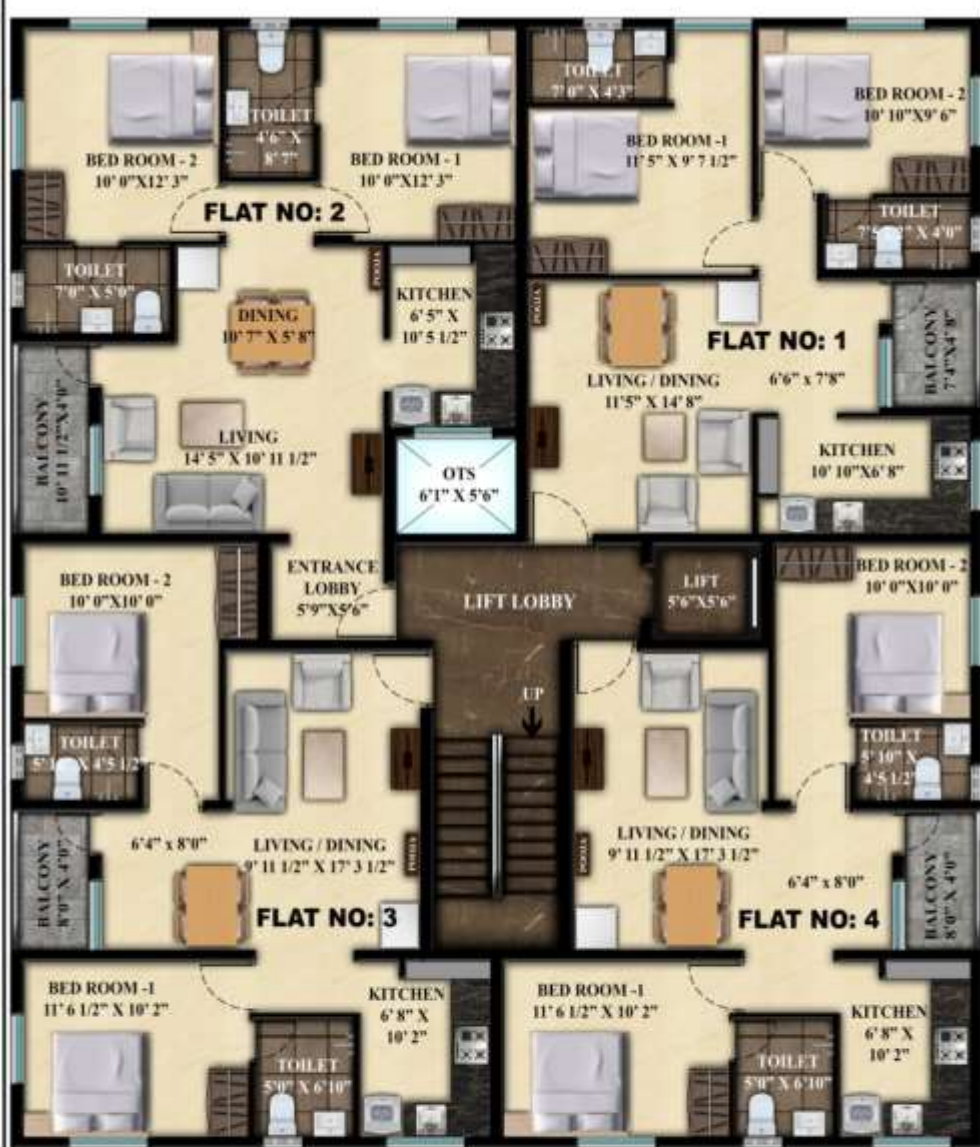 BED ROOM - 2
10' 0"X12' 3"
TOILET
4'6" X
8' 7"
BED ROOM - 1
10' 0"X12' 3"
FLAT NO: 2
TOILET
7'0" X 5'0"
DINING
10' 7" X 5' 8"
POOJA
KITCHEN
6' 5" X
10' 5 1/2"
BALCONY
10' 11 1/2"X4'0"
LIVING
14' 5" X 10' 11 1/2"
OTS
6'1" X 5'6"
ENTRANCE
LOBBY
5'9"X5'6"
TOILET
7' 0" X 4'3"
BED ROOM -1
11' 5" X 9' 7 1/2"
BED ROOM - 2
10' 10"X9' 6"
TOILET
X 4'0"
POOJA
FLAT NO: 1
LIVING / DINING
11'5" X 14' 8"
6'6" x 7'8"
BALCONY
7'4"X4'8"
KITCHEN
10' 10"X6' 8"
LIFT LOBBY
LIFT
5'6"X5'6"
UP
BED ROOM - 2
10' 0"X10' 0"
TOILET
X 4'5 1/2"
6'4" x 8'0"
BALCONY
8'0" X 4'0"
LIVING / DINING
9' 11 1/2" X 17' 3 1/2"
POOJA
FLAT NO: 3
BED ROOM -1
11' 6 1/2" X 10' 2"
TOILET
5'0" X 6'10"
KITCHEN
6' 8" X
10' 2"
BED ROOM - 2
10' 0"X10' 0"
TOILET
5' 10" X
4'5 1/2"
LIVING / DINING
9' 11 1/2" X 17' 3 1/2"
POOJA
6'4" x 8'0"
BALCONY
8'0" X 4'0"
FLAT NO: 4
BED ROOM -1
11' 6 1/2" X 10' 2"
TOILET
5'0" X 6'10"
KITCHEN
6' 8" X
10' 2"